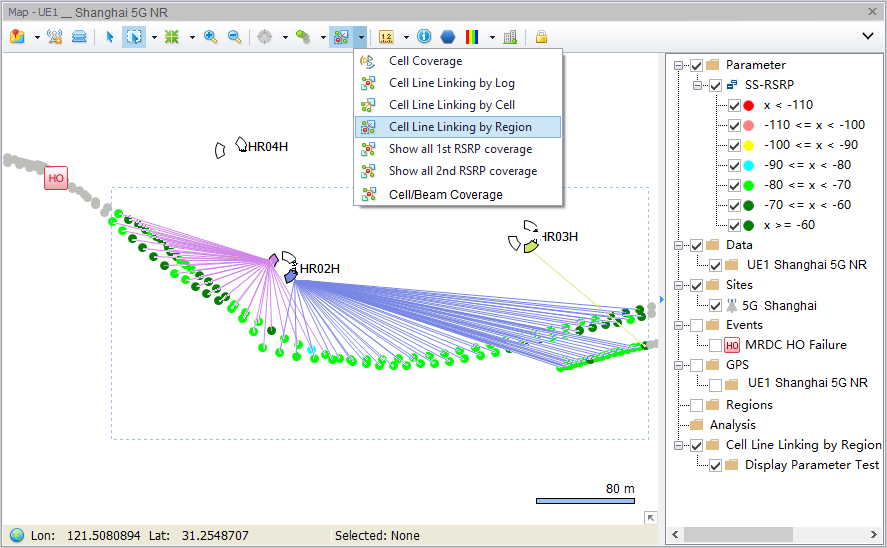 Map - UE1 __ Shanghai 5G NR
Cell Coverage
Cell Line Linking by Log
Cell Line Linking by Cell
Cell Line Linking by Region
Show all 1st RSRP coverage
Show all 2nd RSRP coverage
Cell/Beam Coverage
HR04H
HO
HR03H
HR02H
80 m
Parameter
SS-RSRP
x < -110
-110 <= x < -100
-100 <= x < -90
-90 <= x < -80
-80 <= x < -70
-70 <= x < -60
x >= -60
Data
UE1 Shanghai 5G NR
Sites
5G Shanghai
Events
HO MRDC HO Failure
GPS
UE1 Shanghai 5G NR
Regions
Analysis
Cell Line Linking by Region
Display Parameter Test
Lon: 121.5080894 Lat: 31.2548707 Selected: None